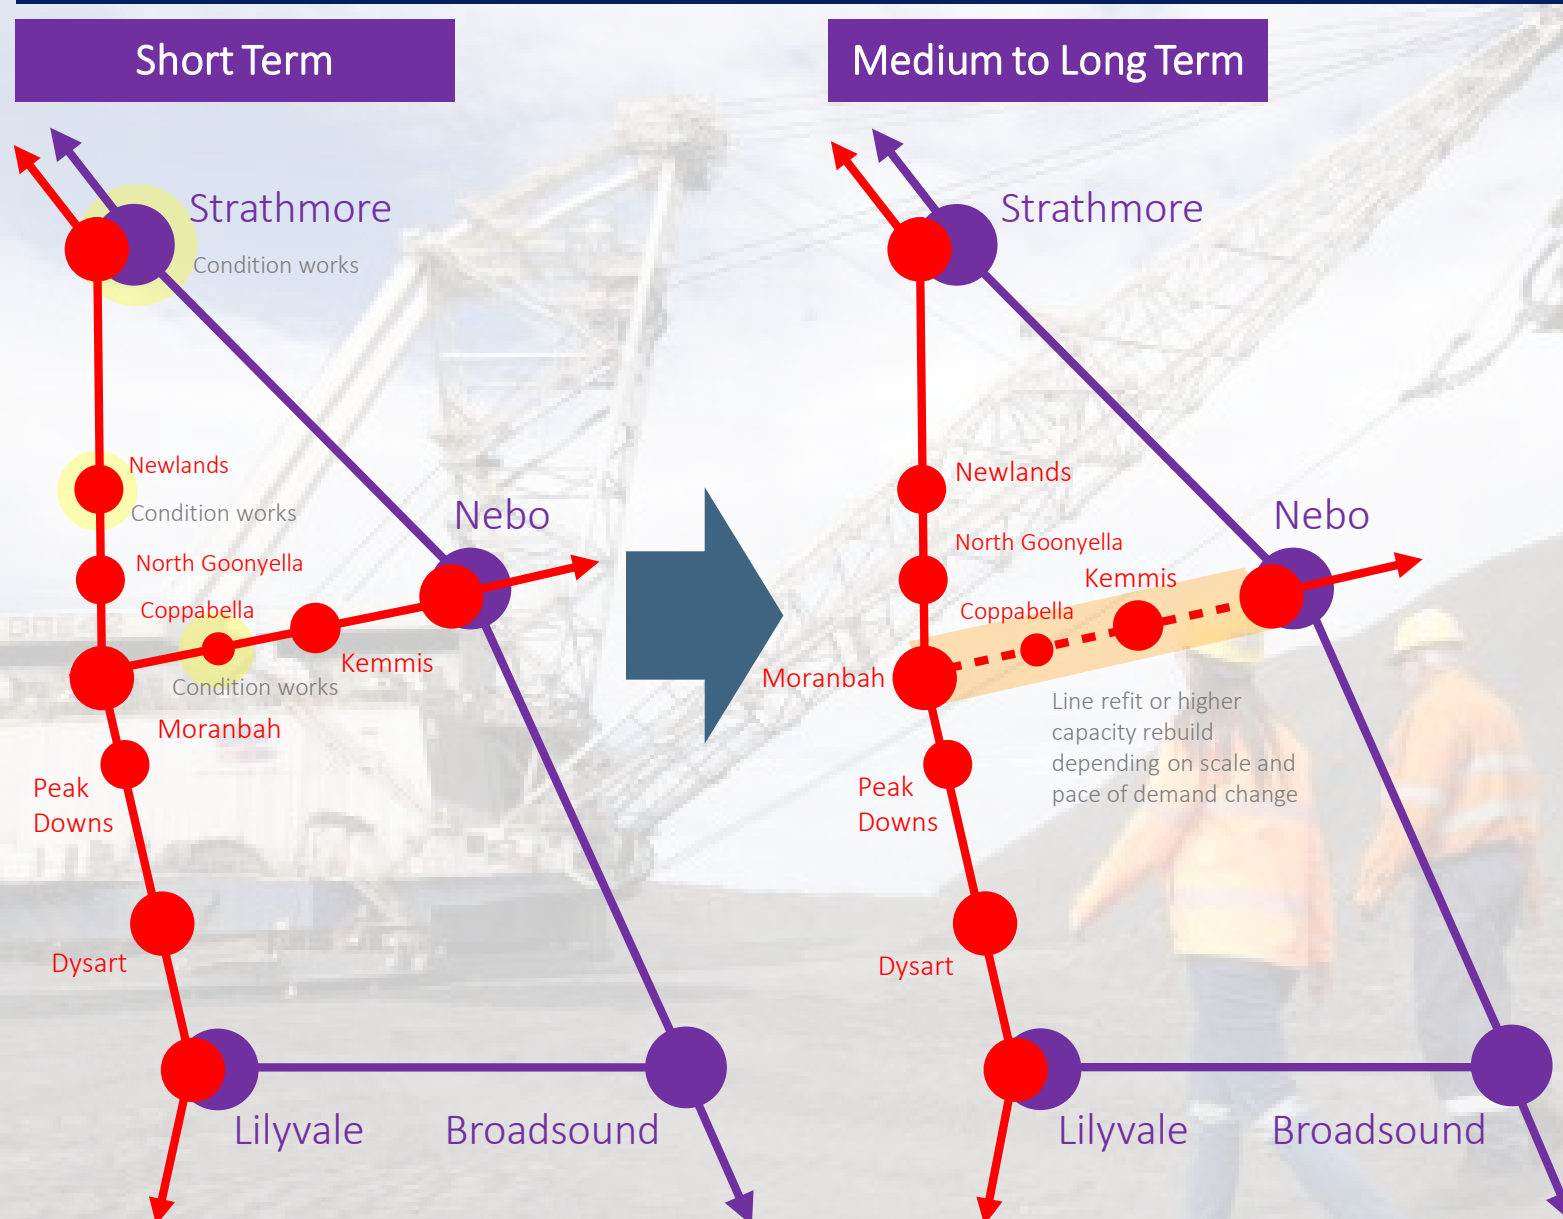 Short Term
Strathmore
Condition works
Newlands
Condition works
North Goonyella
Nebo
Coppabella
Kemmis
Condition works
Moranbah
Peak
Downs
Dysart
Lilyvale
Broadsound
Medium to Long Term
Strathmore
Newlands
Nebo
North Goonyella
Kemmis
Coppabella
Moranbah
Line refit or higher
capacity rebuild
depending on scale and
pace of demand change
Peak
Downs
Dysart
Lilyvale
Broadsound